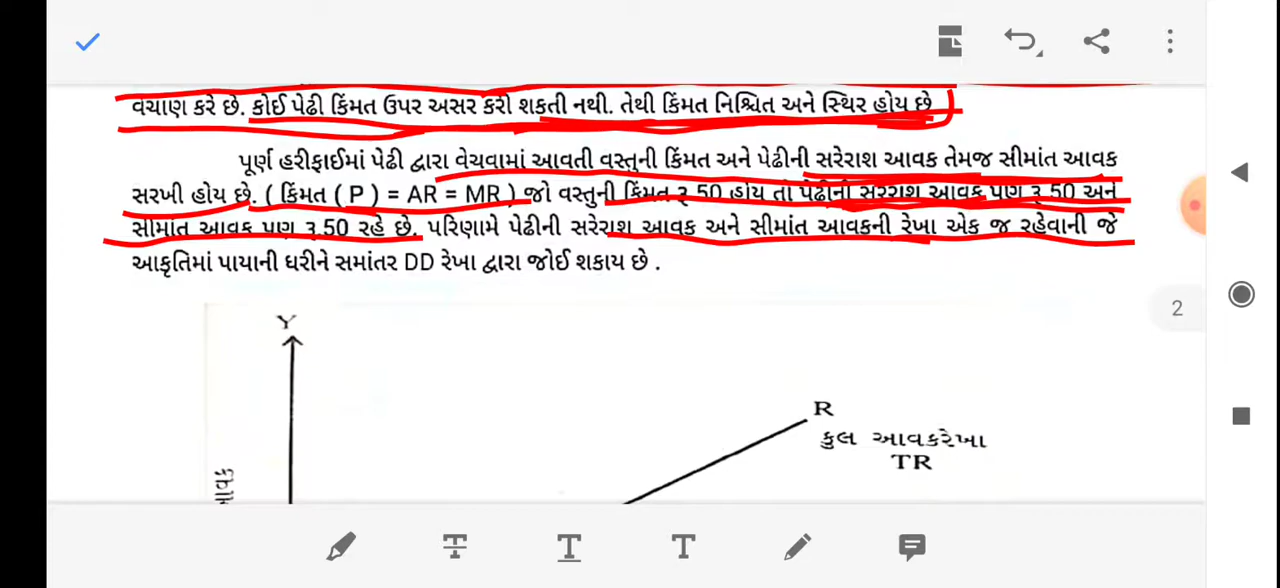 વેચાણ કરે છે. કોઈ પેઢી કિંમત ઉપર અસર કરી શકતી નથી. તેથી કિંમત નિશ્ચિત અને સ્થિર હોય છે
પૂર્ણ હરીફાઈમાં પેઢી દ્વારા વેચવામાં આવતી વસ્તુની કિંમત અને પેઢીની સરેરાશ આવક તેમજ સીમાંત આવક
સરખી હોય છે. ( કિંમત ( P ) = AR = MR ) જો વસ્તુની કિંમત રૂ 50 હોય તો પેઢીની સરેરાશ આવક પણ રૂ.50 અને
સીમાંત આવક પણ રૂ.50 રહે છે. પરિણામે પેઢીની સરેરાશ આવક અને સીમાંત આવકની રેખા એક જ રહેવાની જે
આકૃતિમાં પાયાની ધરીને સમાંતર DD રેખા દ્વારા જોઈ શકાય છે .
2
Y
R
કુલ આવકરેખા
TR
T
T
T